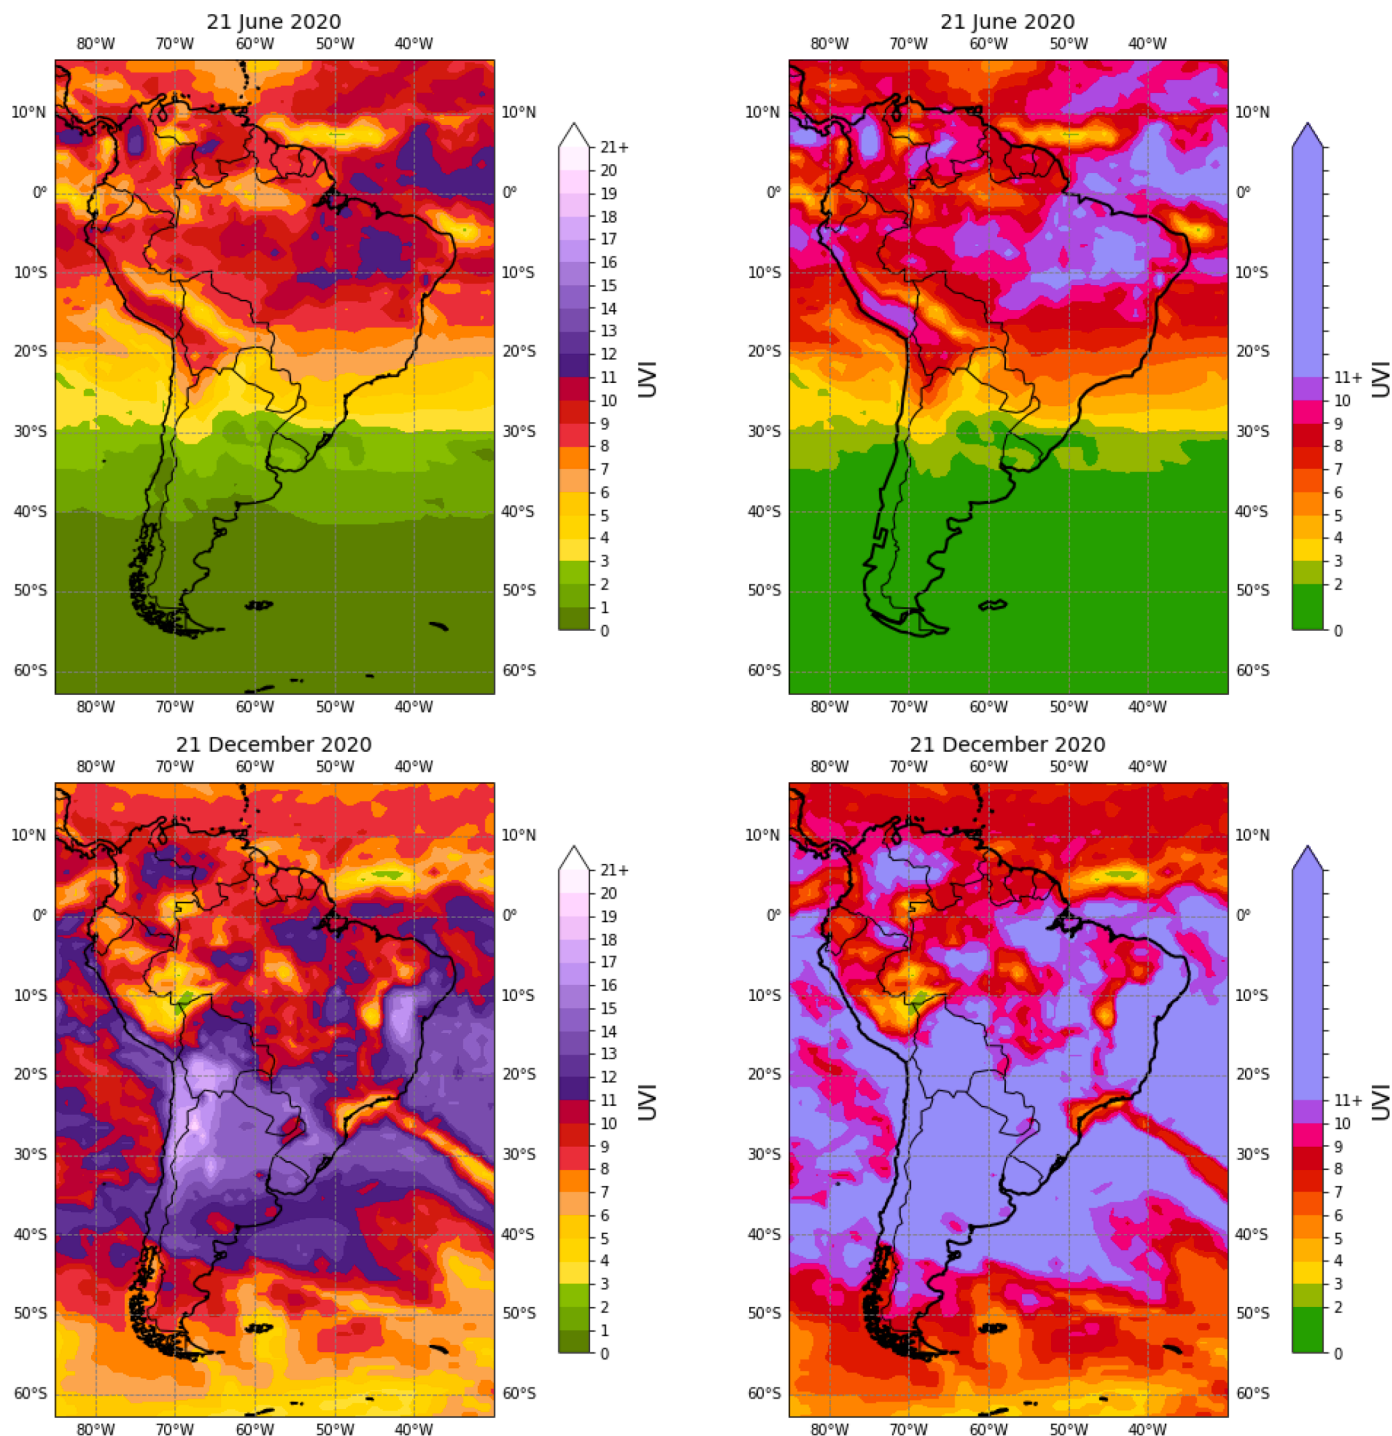 21 June 2020
80°W 70°W 60°W 50°W 40°W
10°N 10°N
0° 0°
10°S 10°S
20°S 20°S
30°S 30°S
40°S 40°S
50°S 50°S
60°S 60°S
80°W 70°W 60°W 50°W 40°W
21+
20
19
18
17
16
15
14
13
12
11
10
9
8
7
6
5
4
3
2
1
0
UVI
21 June 2020
80°W 70°W 60°W 50°W 40°W
10°N 10°N
0° 0°
10°S 10°S
20°S 20°S
30°S 30°S
40°S 40°S
50°S 50°S
60°S 60°S
80°W 70°W 60°W 50°W 40°W
11+
10
9
8
7
6
5
4
3
2
0
UVI
21 December 2020
80°W 70°W 60°W 50°W 40°W
10°N 10°N
0° 0°
10°S 10°S
20°S 20°S
30°S 30°S
40°S 40°S
50°S 50°S
60°S 60°S
80°W 70°W 60°W 50°W 40°W
21+
20
19
18
17
16
15
14
13
12
11
10
9
8
7
6
5
4
3
2
1
0
UVI
21 December 2020
80°W 70°W 60°W 50°W 40°W
10°N 10°N
0° 0°
10°S 10°S
20°S 20°S
30°S 30°S
40°S 40°S
50°S 50°S
60°S 60°S
80°W 70°W 60°W 50°W 40°W
11+
10
9
8
7
6
5
4
3
2
0
UVI